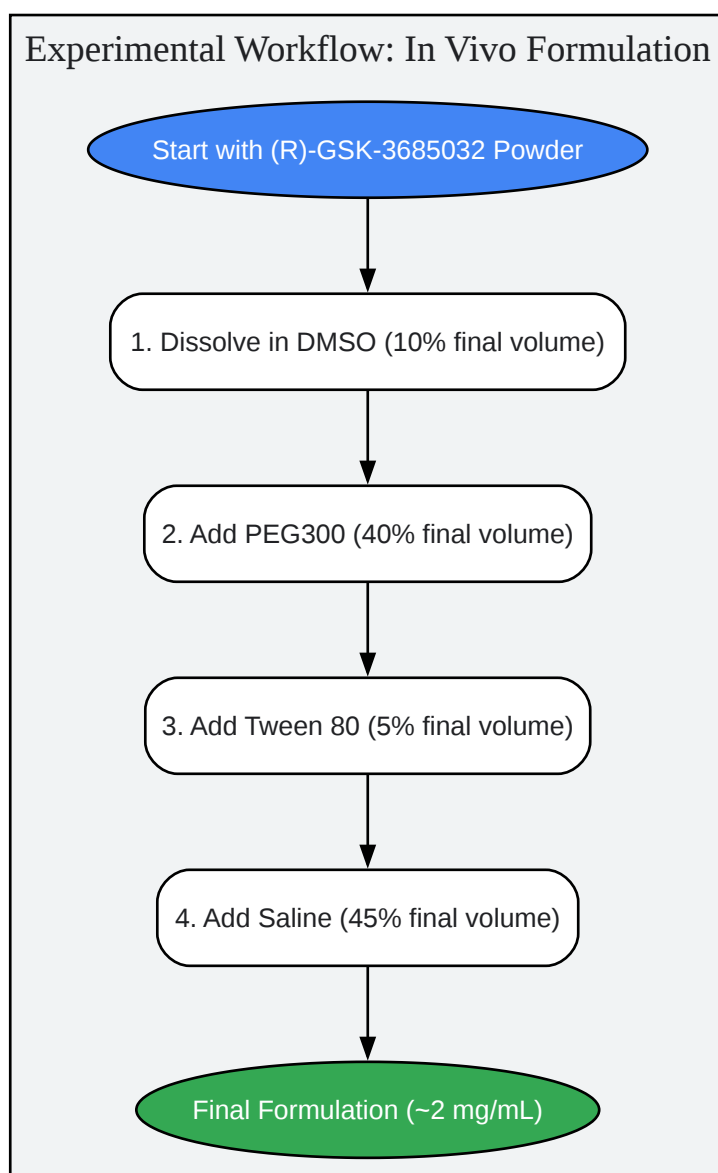 Experimental Workflow: In Vivo Formulation
Start with (R)-GSK-3685032 Powder
1. Dissolve in DMSO (10% final volume)
2. Add PEG300 (40% final volume)
3. Add Tween 80 (5% final volume)
4. Add Saline (45% final volume)
Final Formulation (~2 mg/mL)